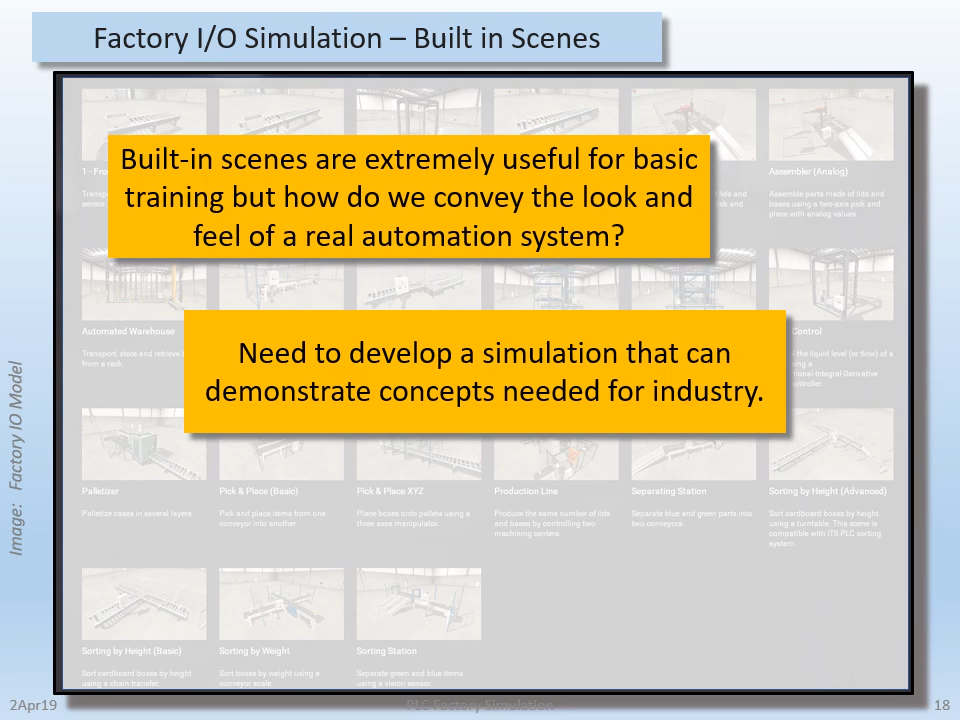 Factory I/O Simulation – Built in Scenes
Built-in scenes are extremely useful for basic
training but how do we convey the look and
feel of a real automation system?
Need to develop a simulation that can
demonstrate concepts needed for industry.
Assembler (Analog)
Assemble parts made of lids and
bases using a two-axis pick and
place with analog values.
Automated Warehouse
Transport, store and retrieve
from a rack.
Control
the liquid level (or flow) of a
Palletizer
Palletize cases in several layers.
Pick & Place (Basic)
Pick and place items from one
conveyor into another.
Pick & Place XYZ
Place boxes onto pallets using a
three axes manipulator.
Production Line
Produce the same number of lids
and bases by controlling two
machining centers
Separating Station
Separate blue and green parts into
two conveyors
Sorting by Height (Advanced)
Sort cardboard boxes by height
using a turntable. This scene is
compatible with ITS PLC sorting
system.
Sorting by Height (Basic)
Sort cardboard boxes by height
using a chain transfer.
Sorting by Weight
Sort boxes by weight using a
conveyor scale.
Sorting Station
Separate green and blue items
using a vision sensor.
Image: Factory IO Model
2Apr19
PLC Factory Simulation
18